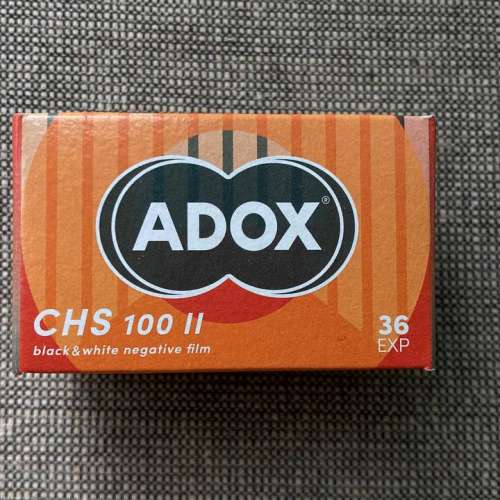 ADOX®
CHS 100 II
black & white negative film
36
EXP